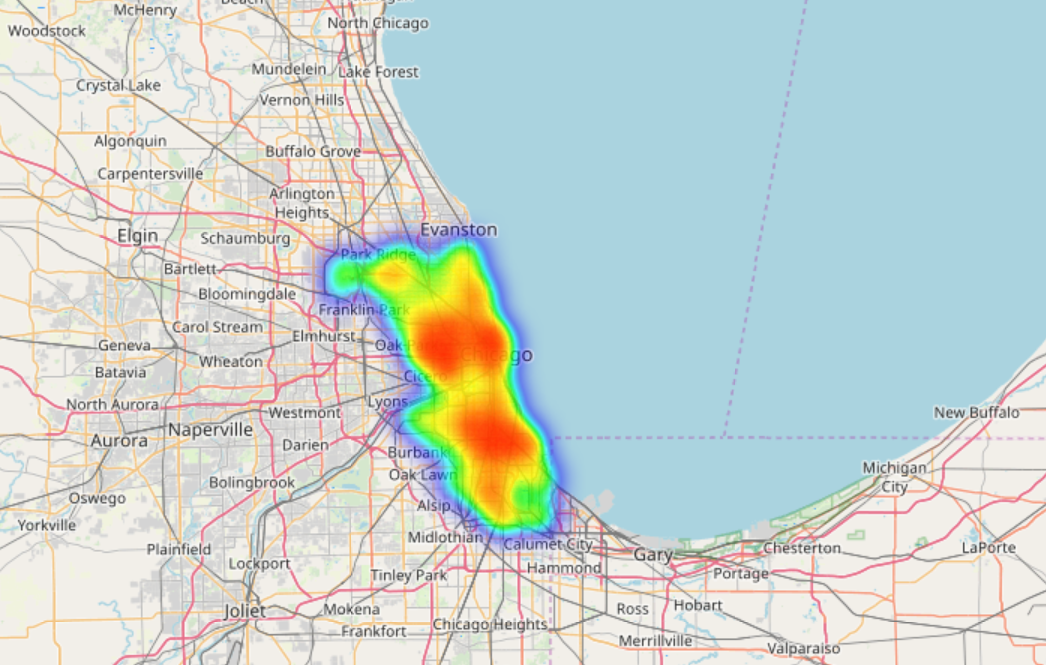 McHenry
North Chicago
Woodstock
Mundelein
Lake Forest
Crystal Lake
Vernon Hills
Algonquin
Buffalo Grove
Carpentersville
Arlington
Heights
Evanston
Elgin
Schaumburg
Park Ridge
Bartlett
Bloomingdale
Franklin Park
Carol Stream
Elmhurst
Geneva
Oak
Chicago
Wheaton
Batavia
Cicero
North Aurora
Lyons
Westmont
New Buffalo
Naperville
Aurora
Darien
Burbank
Michigan
City
Oak Lawn
Bolingbrook
Oswego
Alsip
Yorkville
Midlothian
Calumet City
Plainfield
Gary
Chesterton
LaPorte
Lockport
Hammond
Tinley Park
Portage
Joliet
Mokena
Ross
Hobart
Chicago Heights
Frankfort
Merrillville
Valparaiso